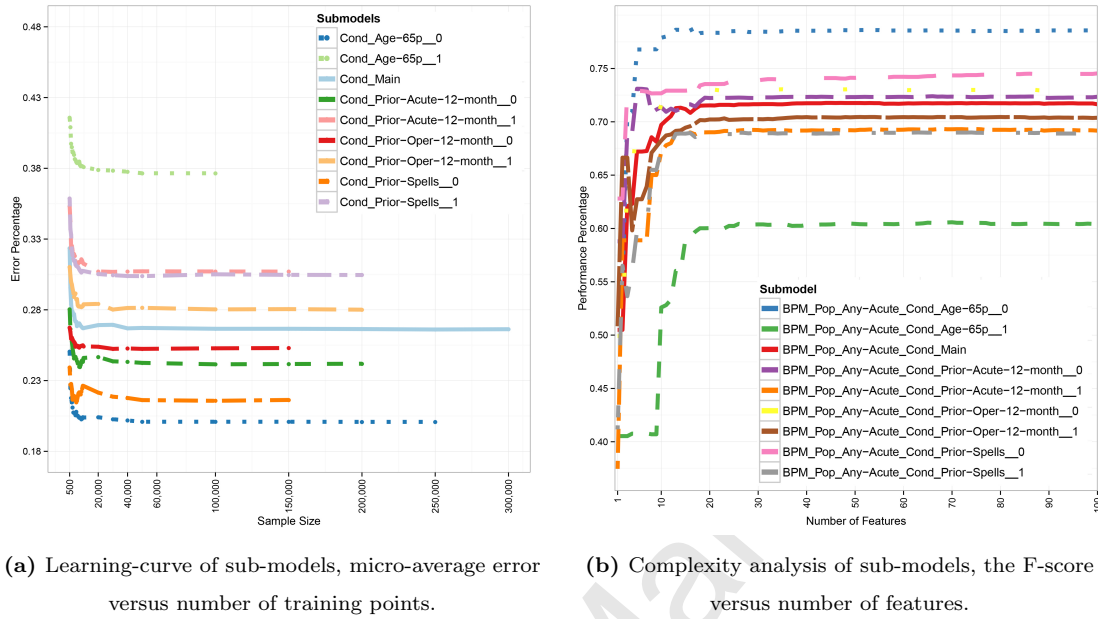 Submodels
Cond_Age-65p__0
Cond_Age-65p__1
Cond_Main
Cond_Prior-Acute-12-month__0
Cond_Prior-Acute-12-month__1
Cond_Prior-Oper-12-month__0
Cond_Prior-Oper-12-month__1
Cond_Prior-Spells__0
Cond_Prior-Spells__1
0.48
0.43
0.38
0.33
0.28
0.23
0.18
Error Percentage
500
20,000
40,000
60,000
100,000
150,000
200,000
250,000
300,000
Sample Size
(a) Learning-curve of sub-models, micro-average error
versus number of training points.
0.75
0.70
0.65
0.60
0.55
0.50
0.45
0.40
Performance Percentage
Submodel
BPM_Pop_Any-Acute_Cond_Age-65p__0
BPM_Pop_Any-Acute_Cond_Age-65p__1
BPM_Pop_Any-Acute_Cond_Main
BPM_Pop_Any-Acute_Cond_Prior-Acute-12-month__0
BPM_Pop_Any-Acute_Cond_Prior-Acute-12-month__1
BPM_Pop_Any-Acute_Cond_Prior-Oper-12-month__0
BPM_Pop_Any-Acute_Cond_Prior-Oper-12-month__1
BPM_Pop_Any-Acute_Cond_Prior-Spells__0
BPM_Pop_Any-Acute_Cond_Prior-Spells__1
1
10
20
30
40
50
60
70
80
90
100
Number of Features
(b) Complexity analysis of sub-models, the F-score
versus number of features.